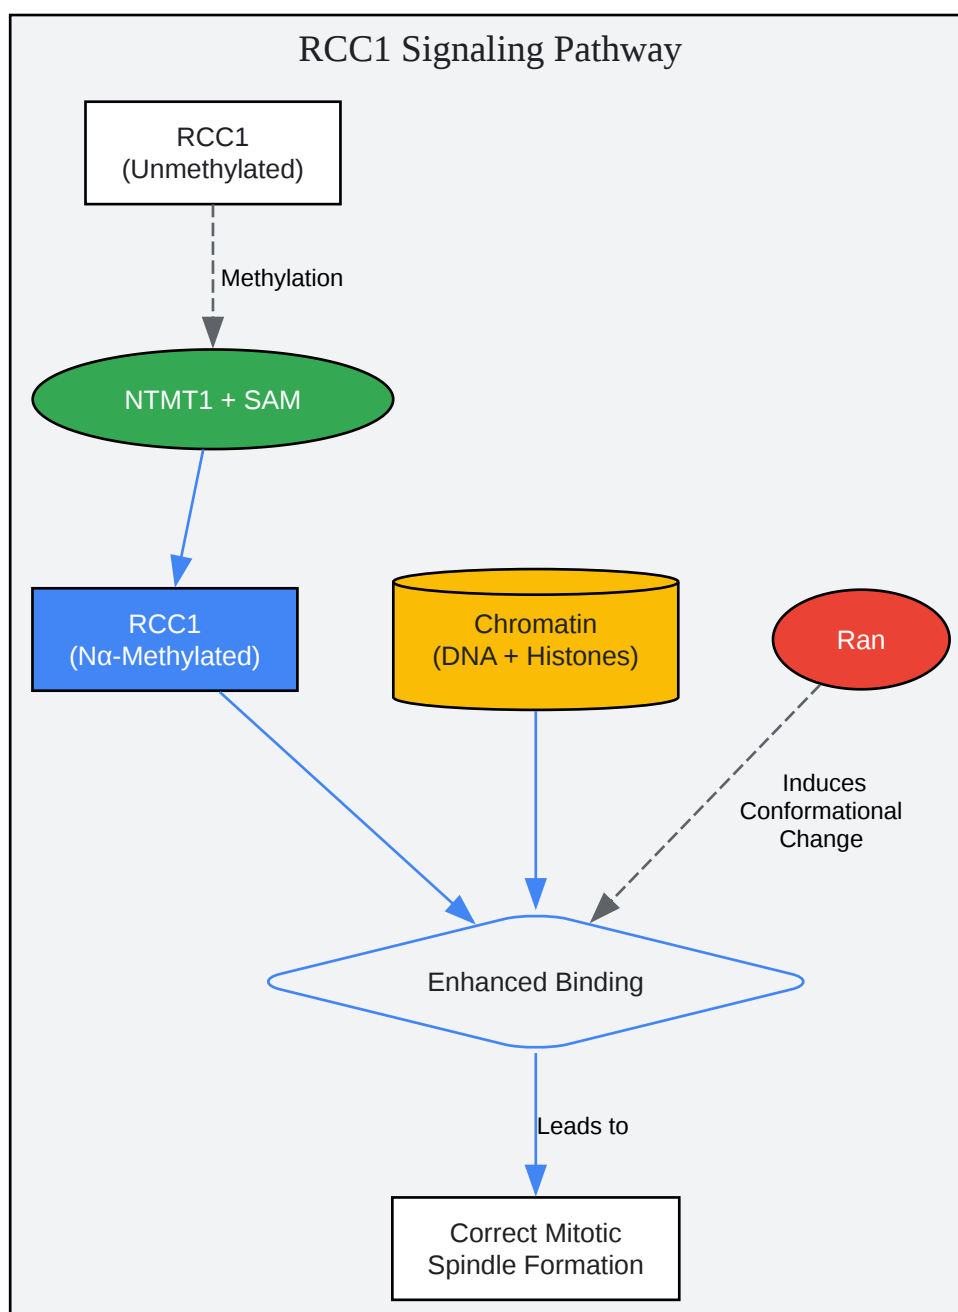 RCC1 Signaling Pathway
RCC1
(Unmethylated)
Methylation
NTMT1 + SAM
RCC1
(Nα-Methylated)
Chromatin
(DNA + Histones)
Ran
Induces
Conformational
Change
Enhanced Binding
Leads to
Correct Mitotic
Spindle Formation